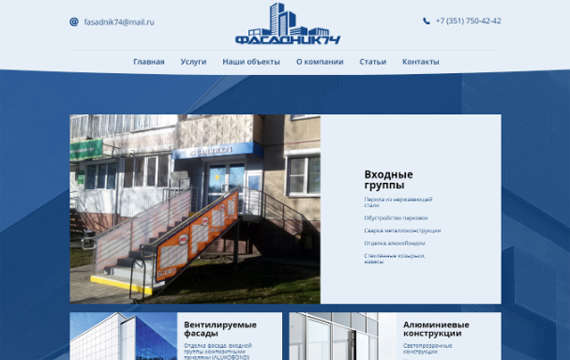 fasadnik74@mail.ru
ФАСАДНИК74
+7 (351) 750-42-42
Главная Услуги Наши объекты О компании Статьи Контакты
Входные
группы
Перила из нержавеющей
стали
Обустройство парковок
Сварка металлоконструкции
Отделка алюкобондом
Стеклянные козырьки,
навесы
Вентилируемые
фасады
Отделка фасада, входной
группы композитными
панелями (ALUKOBOND)
Алюминиевые
конструкции
Светопрозрачные
конструкции